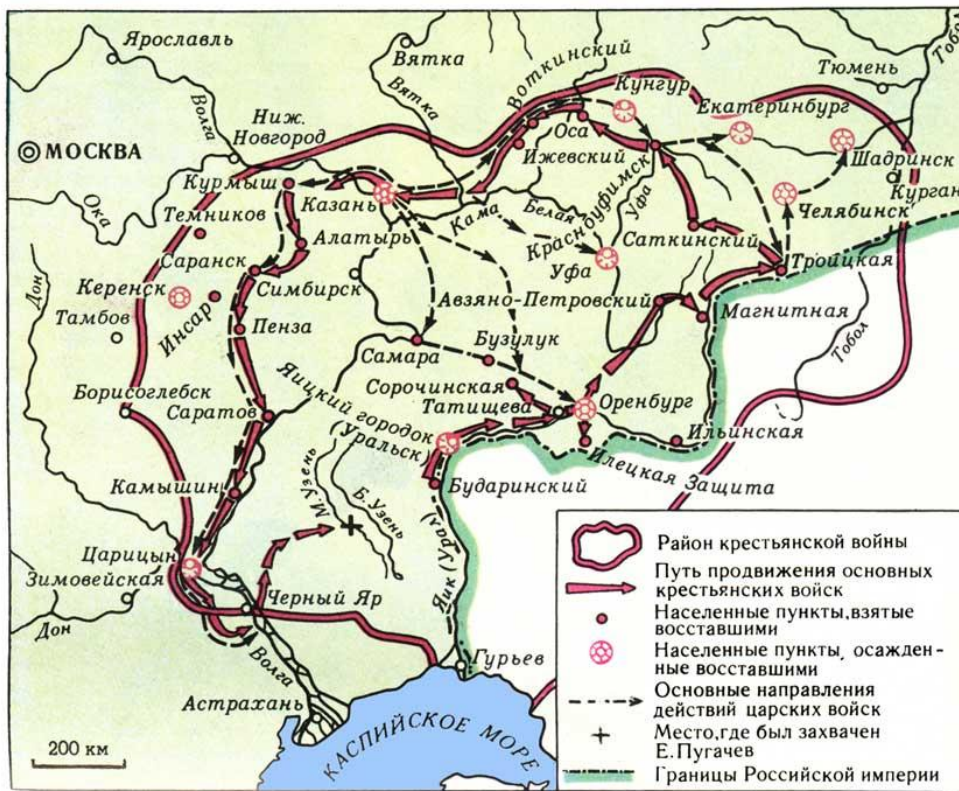 Ярославль
Вятка
Воткинский
Тобол
Тюмень
Волга
Вятка
Кунгур
Екатеринбург
Ниж.
Новгород
Оса
МОСКВА
Ижевский
Шадринск
Курмыш
Казань
Курган
Ока
Темников
Кама
Белая
Красноуфимск
Уфа
Челябинск
Алатырь
Саткинский
Дон
Саранск
Уфа
Тройцкая
Симбирск
Керенск
Авзяно-Петровский
Тамбов
Инсар
Магнитная
Пенза
Бузулук
Тобол
Самара
Сорочинская
Борисоглебск
Яицкий городок
(Уральск)
Татищева
Оренбург
Саратов
Ильинская
Илецкая Защита
Камышин
М. Узень
Б. Узень
Бударинский
Яик (Урал)
Царицын
Зимовейская
Черный Яр
Дон
Волга
Гурьев
Астрахань
КАСПИЙСКОЕ МОРЕ
200 км
Район крестьянской войны
Путь продвижения основных
крестьянских войск
Населенные пункты, взятые
восставшими
Населенные пункты, осажден-
ные восставшими
Основные направления
действий царских войск
Место, где был захвачен
Е. Пугачев
Границы Российской империи